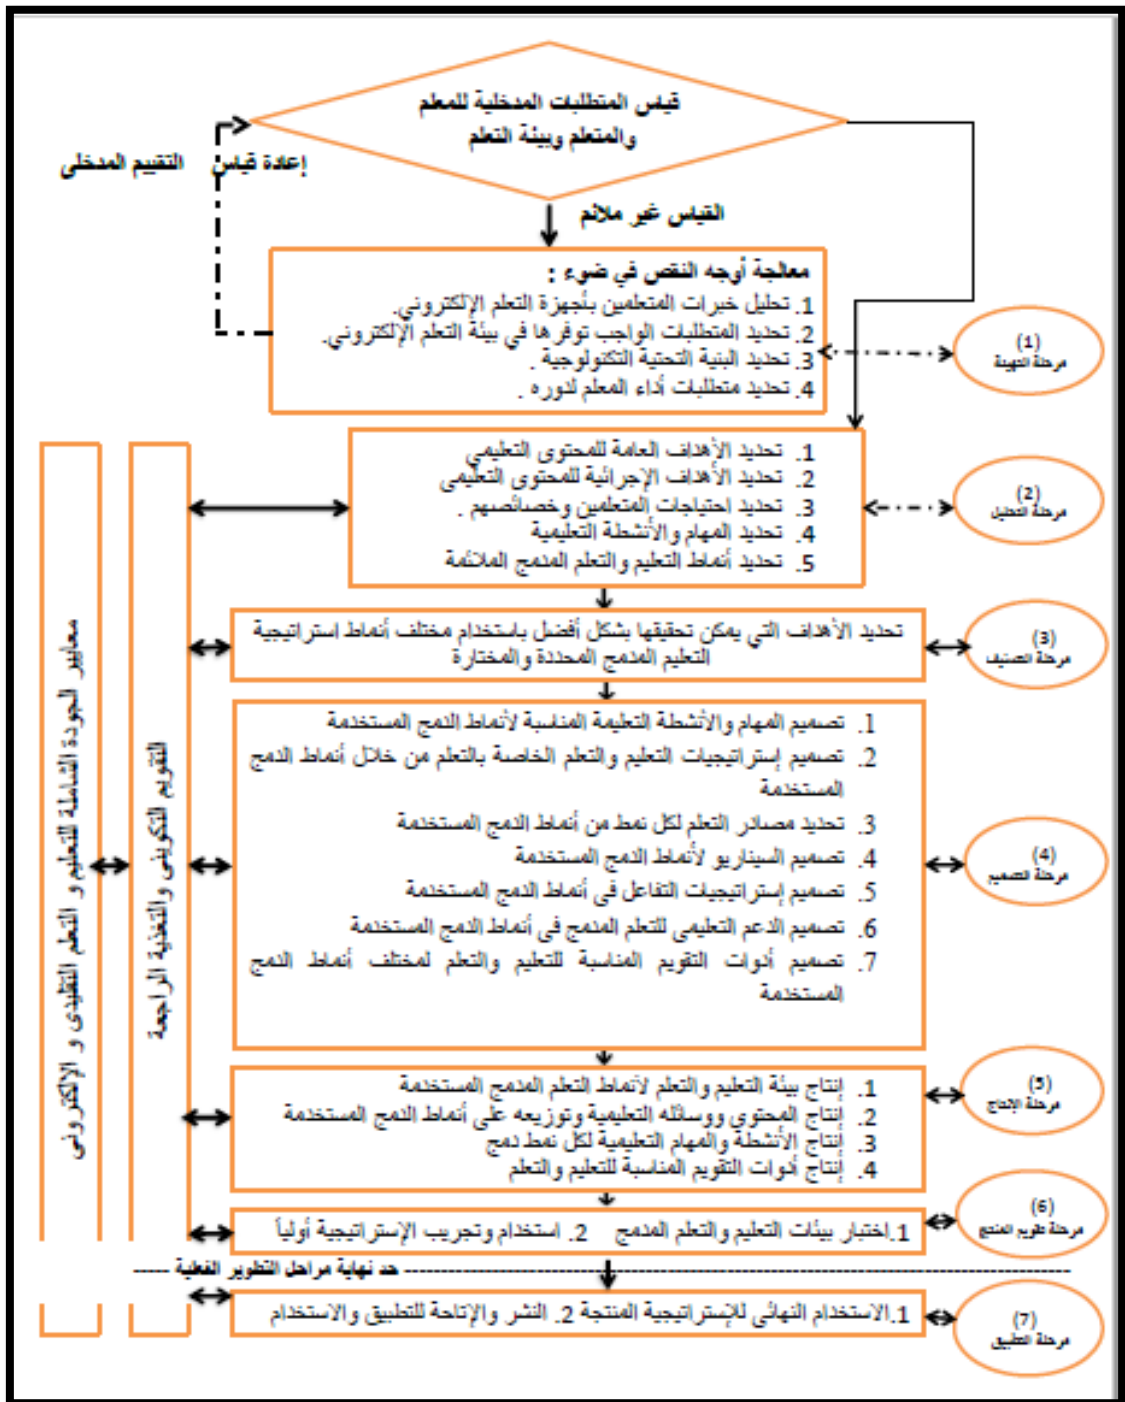 قياس المتطلبات المدخلية للمعلم
والمتعلم وبيئة التعلم
إعادة قياس التقييم المدخلى
القياس غير ملائم
معالجة أوجه النقص في ضوء :
1. تحليل خبرات المتعلمين بأجهزة التعلم الإلكتروني.
2. تحديد المتطلبات الواجب توفرها في بيئة التعلم الإلكتروني.
3. تحديد البنية التحتية التكنولوجية .
4. تحديد متطلبات أداء المعلم لدوره .
(1)
مرحلة التهيئة
1. تحديد الأهداف العامة للمحتوى التعليمي
2. تحديد الأهداف الإجرائية للمحتوى التعليمى
3. تحديد احتياجات المتعلمين وخصائصهم .
4. تحديد المهام والأنشطة التعليمية
5. تحديد أنماط التعليم والتعلم المدمج الملائمة
(2)
مرحلة التحليل
تحديد الأهداف التي يمكن تحقيقها بشكل أفضل باستخدام مختلف أنماط استراتيجية
التعليم المدمج المحددة والمختارة
(3)
مرحلة التصنيف
1. تصميم المهام والأنشطة التعليمة المناسبة لأنماط الدمج المستخدمة
2. تصميم إستراتيجيات التعليم والتعلم الخاصة بالتعلم من خلال أنماط الدمج
المستخدمة
3. تحديد مصادر التعلم لكل نمط من أنماط الدمج المستخدمة
4. تصميم السيناريو لأنماط الدمج المستخدمة
5. تصميم إستراتيجيات التفاعل فى أنماط الدمج المستخدمة
6. تصميم الدعم التعليمى للتعلم المدمج فى أنماط الدمج المستخدمة
7. تصميم أدوات التقويم المناسبة للتعليم والتعلم لمختلف أنماط الدمج
المستخدمة
(4)
مرحلة التصميم
1. إنتاج بيئة التعليم والتعلم لأنماط التعلم المدمج المستخدمة
2. إنتاج المحتوى ووسائله التعليمية وتوزيعه على أنماط الدمج المستخدمة
3. إنتاج الأنشطة والمهام التعليمية لكل نمط دمج
4. إنتاج أدوات التقويم المناسبة للتعليم والتعلم
(5)
مرحلة الإنتاج
1.إختبار بيئات التعليم والتعلم المدمج 2. استخدام وتجريب الإستراتيجية أولياً
(6)
مرحلة تقويم المنتج
حد نهاية مراحل التطوير الفعلية
1.الاستخدام النهائى للإستراتيجية المنتجة 2. النشر والإتاحة للتطبيق والاستخدام
(7)
مرحلة التطبيق
التقويم التكوينى والتغذية الراجعة
معايير الجودة الشاملة للتعليم و التعلم التقليدى و الإلكترونى